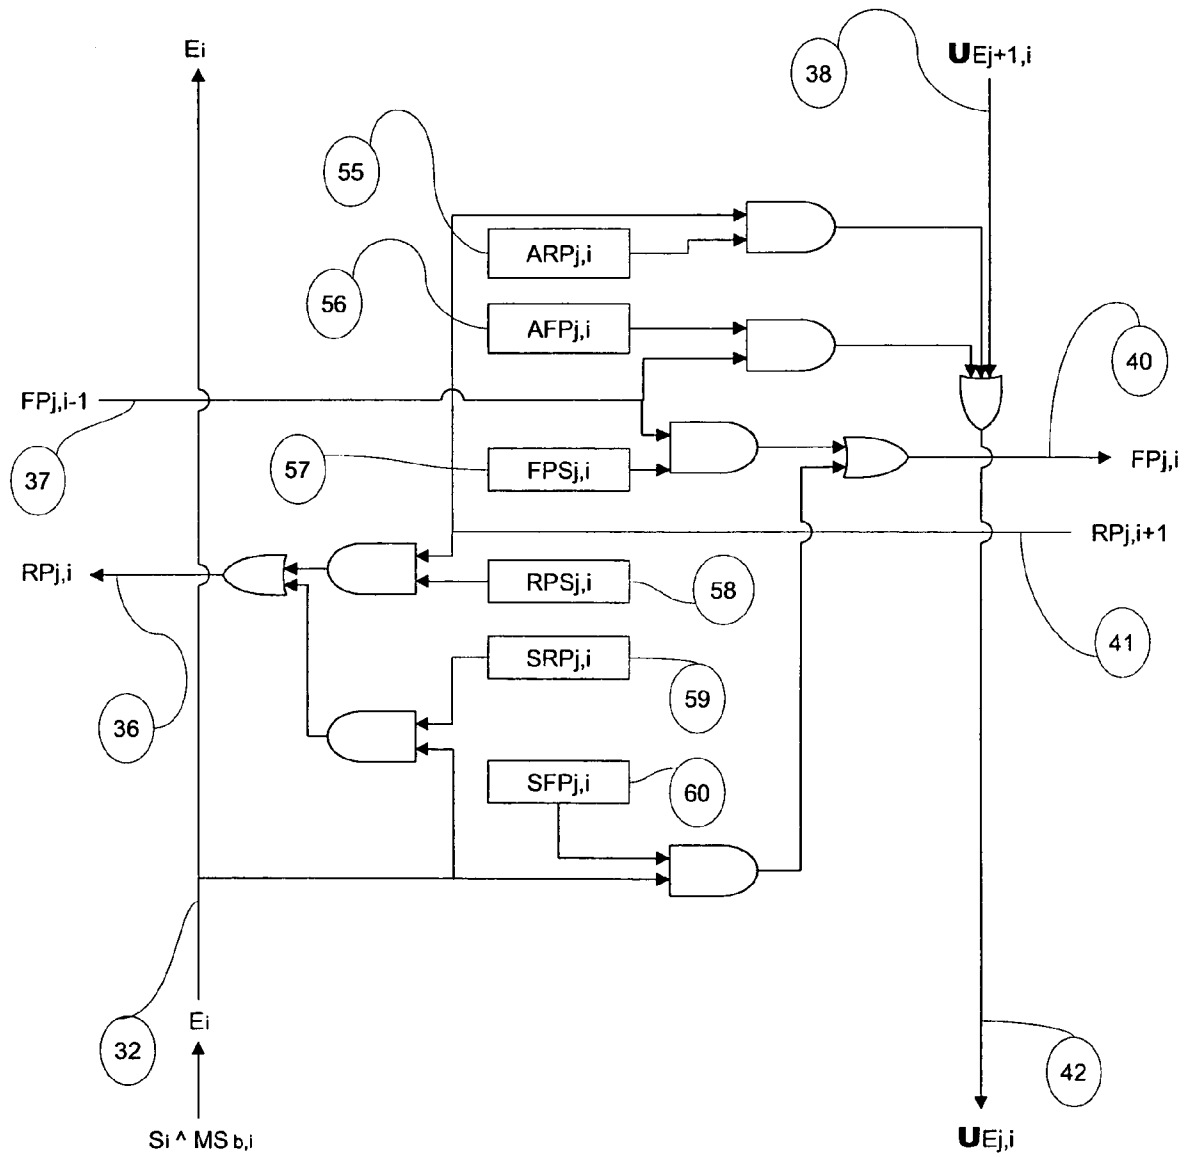 Ei
38
UEj+1,i
55
ARPj,i
56
AFPj,i
40
FPj,i-1
37
57
FPSj,i
FPj,i
RPj,i+1
RPj,i
RPSj,i
58
41
SRPj,i
59
36
SFPj,i
60
Ei
32
42
Si ^ MS b,i
UEj,i